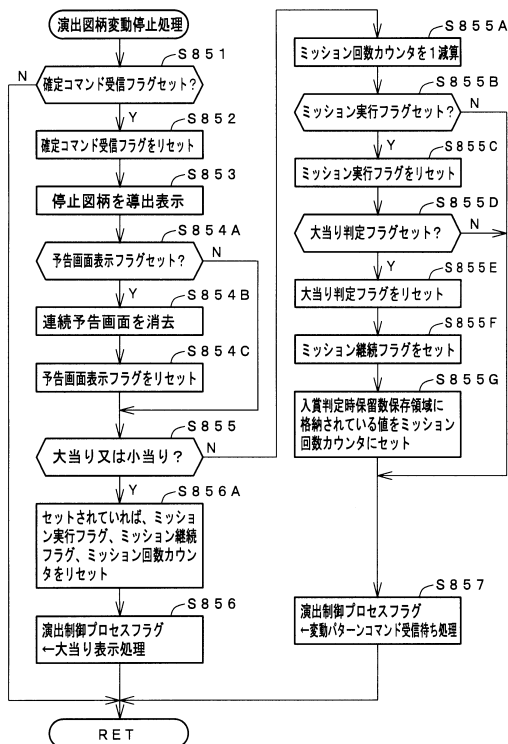 演出図柄変動停止処理
S851
N
確定コマンド受信フラグセット?
Y
S852
確定コマンド受信フラグをリセット
S853
停止図柄を導出表示
S854A
予告画面表示フラグセット?
N
Y
S854B
連続予告画面を消去
S854C
予告画面表示フラグをリセット
S855
大当り又は小当り?
N
Y
S856A
セットされていれば、ミッショ
ン実行フラグ、ミッション継続
フラグ、ミッション回数カウン
タをリセット
S856
演出制御プロセスフラグ
←大当り表示処理
RET
S855A
ミッション回数カウンタを1減算
S855B
ミッション実行フラグセット?
N
Y
S855C
ミッション実行フラグをリセット
S855D
大当り判定フラグセット?
N
Y
S855E
大当り判定フラグをリセット
S855F
ミッション継続フラグをセット
S855G
入賞判定時保留数保存領域に
格納されている値をミッション
回数カウンタにセット
S857
演出制御プロセスフラグ
←変動パターンコマンド受信待ち処理